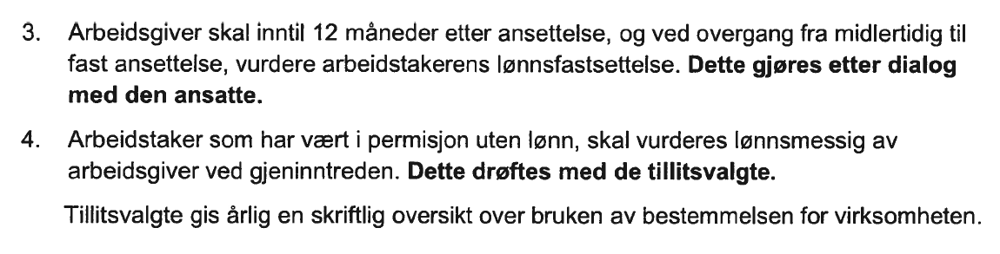 3. Arbeidsgiver skal inntil 12 måneder etter ansettelse, og ved overgang fra midlertidig til
fast ansettelse, vurdere arbeidstakerens lønnsfastsettelse. Dette gjøres etter dialog
med den ansatte.
4. Arbeidstaker som har vært i permisjon uten lønn, skal vurderes lønnsmessig av
arbeidsgiver ved gjeninntreden. Dette drøftes med de tillitsvalgte.
Tillitsvalgte gis årlig en skriftlig oversikt over bruken av bestemmelsen for virksomheten.